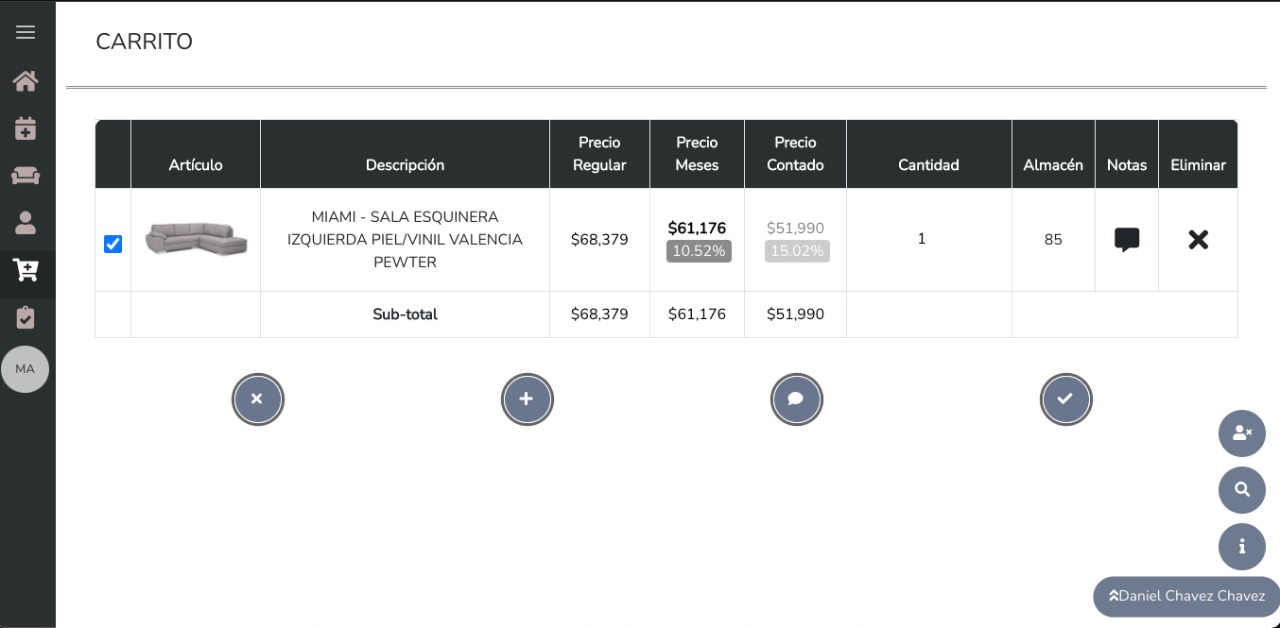 CARRITO
Artículo
Descripción
Precio
Regular
Precio
Meses
Precio
Contado
Cantidad
Almacén
Notas
Eliminar
MIAMI - SALA ESQUINERA
IZQUIERDA PIEL/VINIL VALENCIA
PEWTER
$68,379
$61,176
10.52%
$51,990
15.02%
1
85
Sub-total
$68,379
$61,176
$51,990
MA
Daniel Chavez Chavez